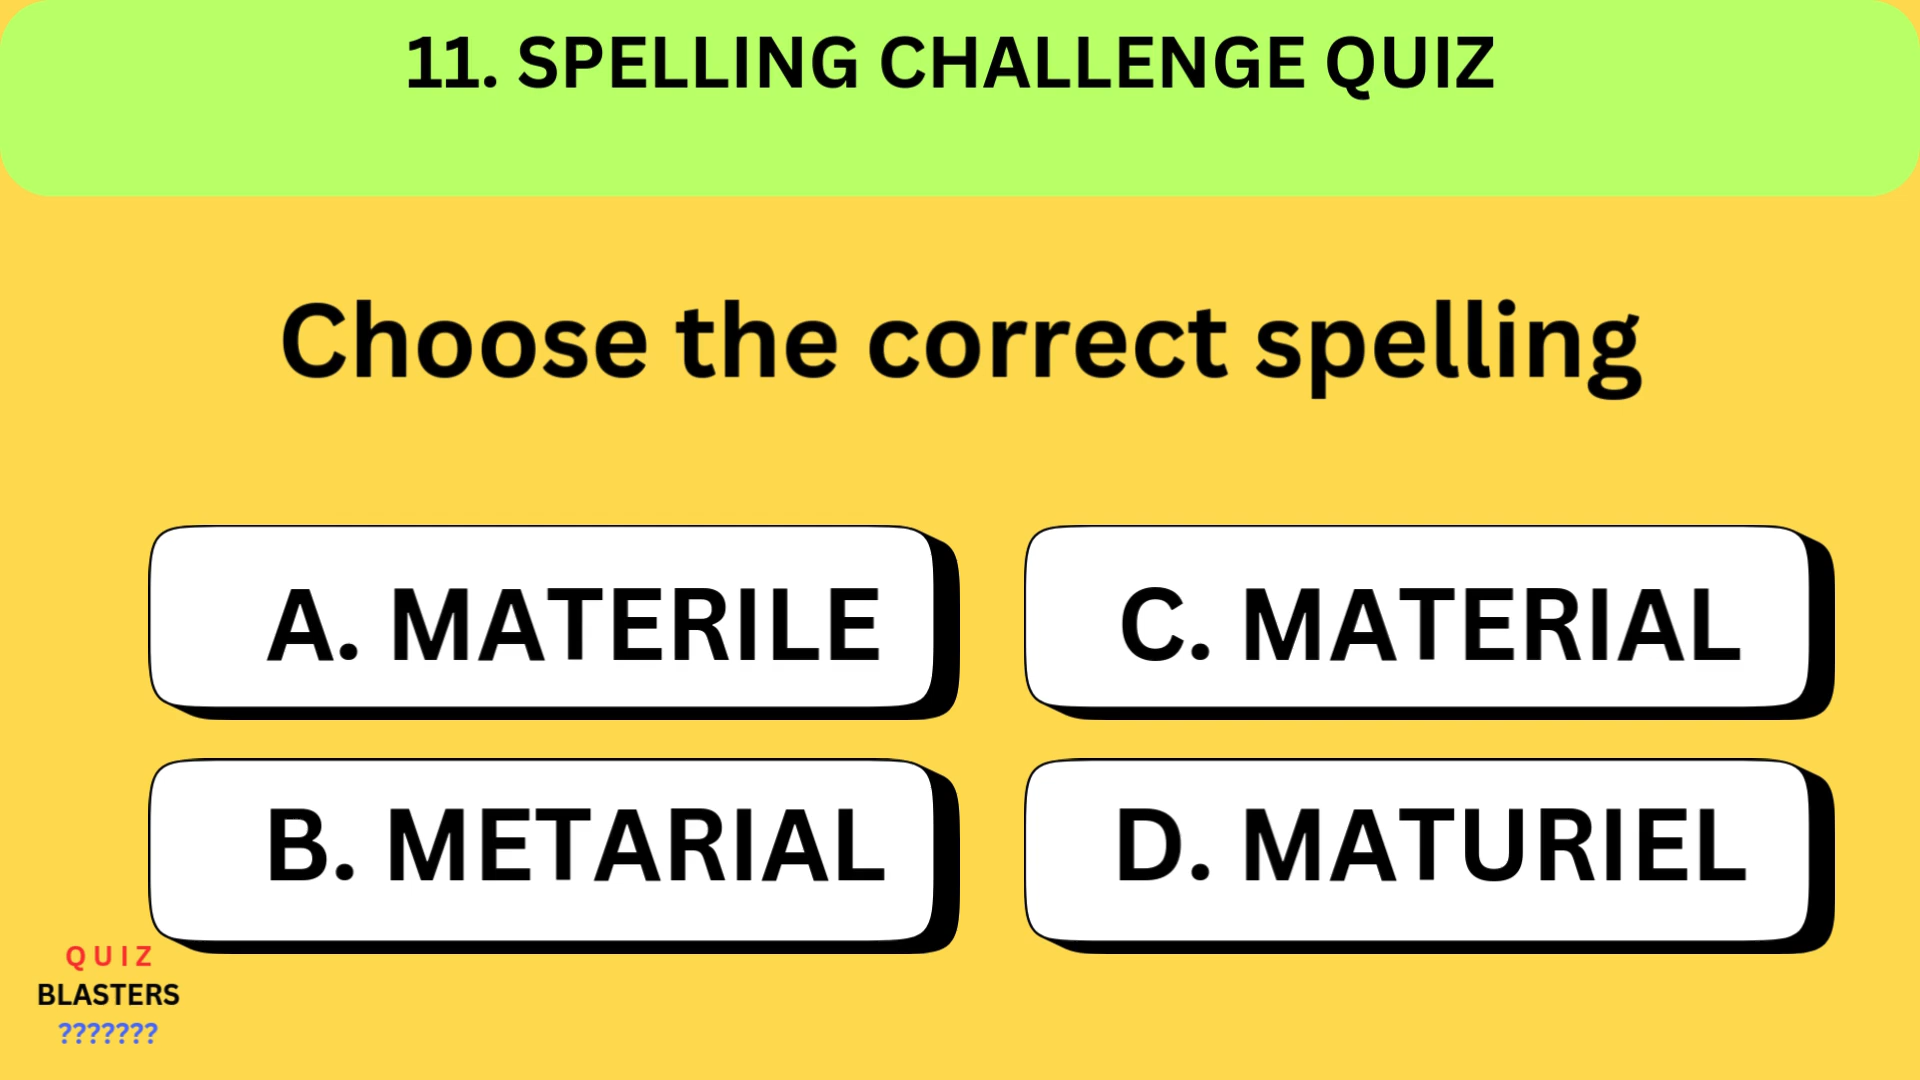 11. SPELLING CHALLENGE QUIZ
Choose the correct spelling
A. MATERILE
C. MATERIAL
B. METARIAL
D. MATURIEL
QUIZ
BLASTERS
???????